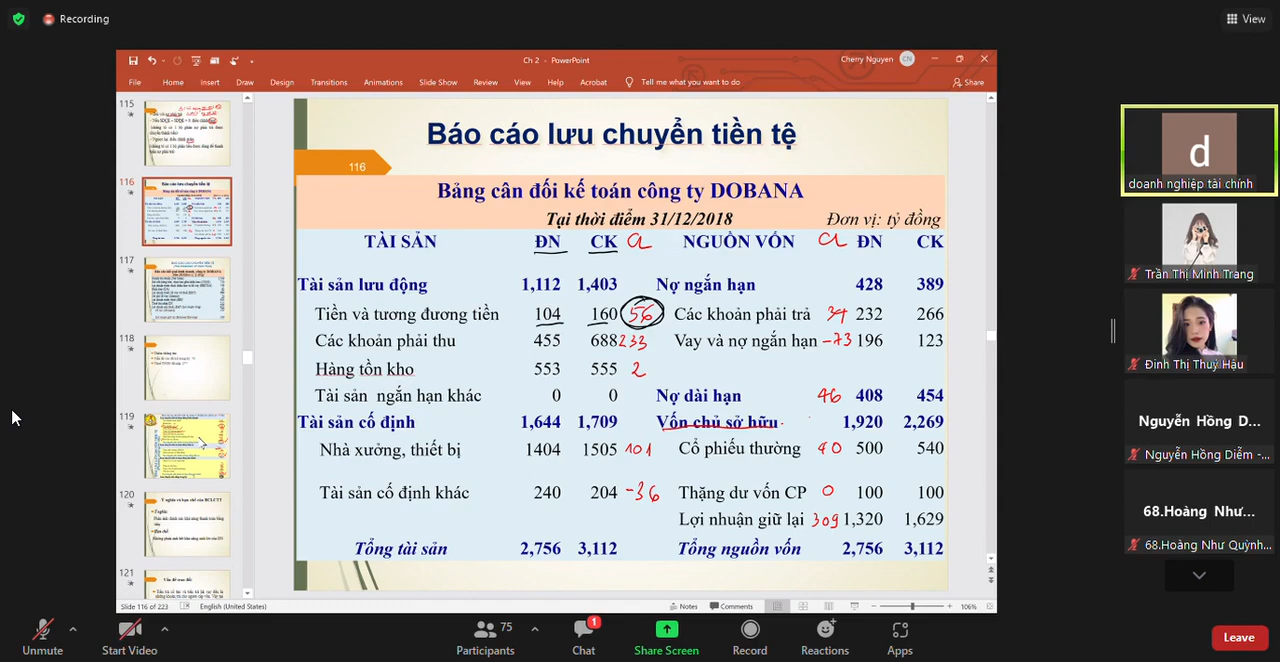 Recording
View
Ch 2 - PowerPoint
Cherry Nguyen CN
File Home Insert Draw Design Transitions Animations Slide Show Review View Help Acrobat Tell me what you want to do Share
115
116
117
118
119
120
121
Báo cáo lưu chuyển tiền tệ
116
Bảng cân đối kế toán công ty DOBANA
Tại thời điểm 31/12/2018 Đơn vị: tỷ đồng
TÀI SẢN ĐN CK a NGUỒN VỐN a ĐN CK
Tài sản lưu động 1,112 1,403 Nợ ngắn hạn 428 389
Tiền và tương đương tiền 104 160 56 Các khoản phải trả 34 232 266
Các khoản phải thu 455 688 233 Vay và nợ ngắn hạn -73 196 123
Hàng tồn kho 553 555 2
Tài sản ngắn hạn khác 0 0 Nợ dài hạn 46 408 454
Tài sản cố định 1,644 1,709 Vốn chủ sở hữu 1,920 2,269
Nhà xưởng, thiết bị 1404 1505 101 Cổ phiếu thường 40 500 540
Tài sản cố định khác 240 204 -36 Thặng dư vốn CP 0 100 100
Lợi nhuận giữ lại 309 1,320 1,629
Tổng tài sản 2,756 3,112 Tổng nguồn vốn 2,756 3,112
Slide 116 of 223 English (United States) Notes Comments 106%
d
doanh nghiệp tài chính
Trần Thị Minh Trang
Đinh Thị Thuý Hậu
Nguyễn Hồng D...
Nguyễn Hồng Diễm -...
68.Hoàng Như...
68.Hoàng Như Quỳnh...
Unmute Start Video Participants 75 Chat 1 Share Screen Record Reactions Apps Leave